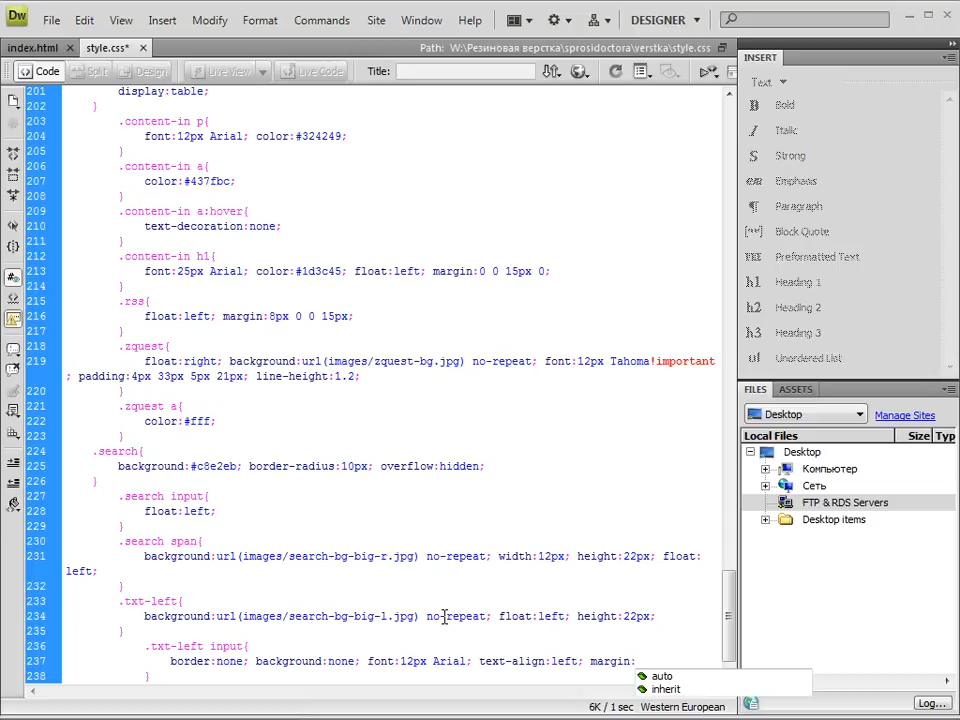 Dw File Edit View Insert Modify Format Commands Site Window Help DESIGNER
index.html style.css* Path: W:\Резиновая верстка\sprosidoctora\verstka\style.css
Code Split Design Live View Live Code Title:
201 display:table;
202 }
203 .content-in p{
204 font:12px Arial; color:#324249;
205 }
206 .content-in a{
207 color:#437fbc;
208 }
209 .content-in a:hover{
210 text-decoration:none;
211 }
212 .content-in h1{
213 font:25px Arial; color:#1d3c45; float:left; margin:0 0 15px 0;
214 }
215 .rss{
216 float:left; margin:8px 0 0 15px;
217 }
218 .zquest{
219 float:right; background:url(images/zquest-bg.jpg) no-repeat; font:12px Tahoma!important
; padding:4px 33px 5px 21px; line-height:1.2;
220 }
221 .zquest a{
222 color:#fff;
223 }
224 .search{
225 background:#c8e2eb; border-radius:10px; overflow:hidden;
226 }
227 .search input{
228 float:left;
229 }
230 .search span{
231 background:url(images/search-bg-big-r.jpg) no-repeat; width:12px; height:22px; float:
left;
232 }
233 .txt-left{
234 background:url(images/search-bg-big-l.jpg) no-repeat; float:left; height:22px;
235 }
236 .txt-left input{
237 border:none; background:none; font:12px Arial; text-align:left; margin:
238 }
auto
inherit
6K / 1 sec Western European
INSERT
Text
B Bold
I Italic
S Strong
em Emphasis
¶ Paragraph
[""] Block Quote
PRE Preformatted Text
h1 Heading 1
h2 Heading 2
h3 Heading 3
ul Unordered List
FILES ASSETS
Desktop Manage Sites
Local Files Size Typ
Desktop
Компьютер
Сеть
FTP & RDS Servers
Desktop items
Log...